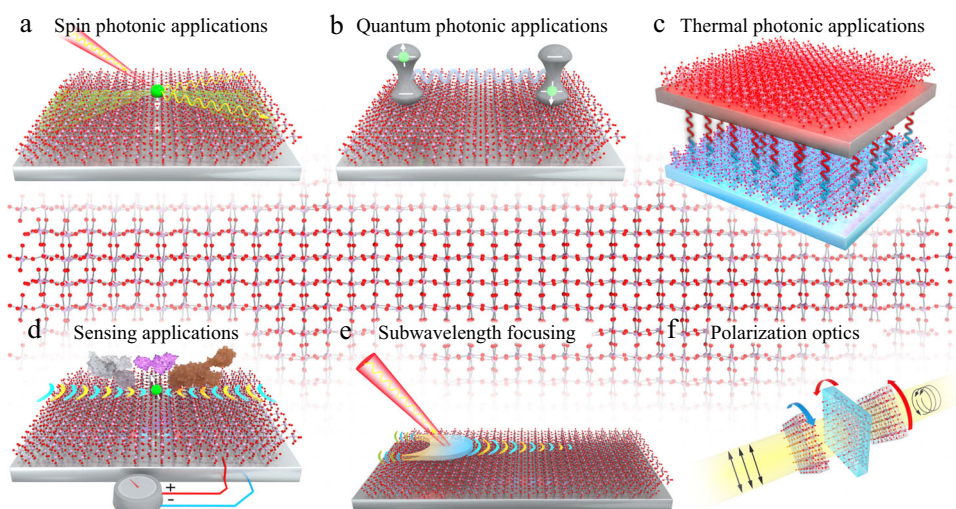 a Spin photonic applications
b Quantum photonic applications
c Thermal photonic applications
d Sensing applications
+
-
e Subwavelength focusing
f Polarization optics